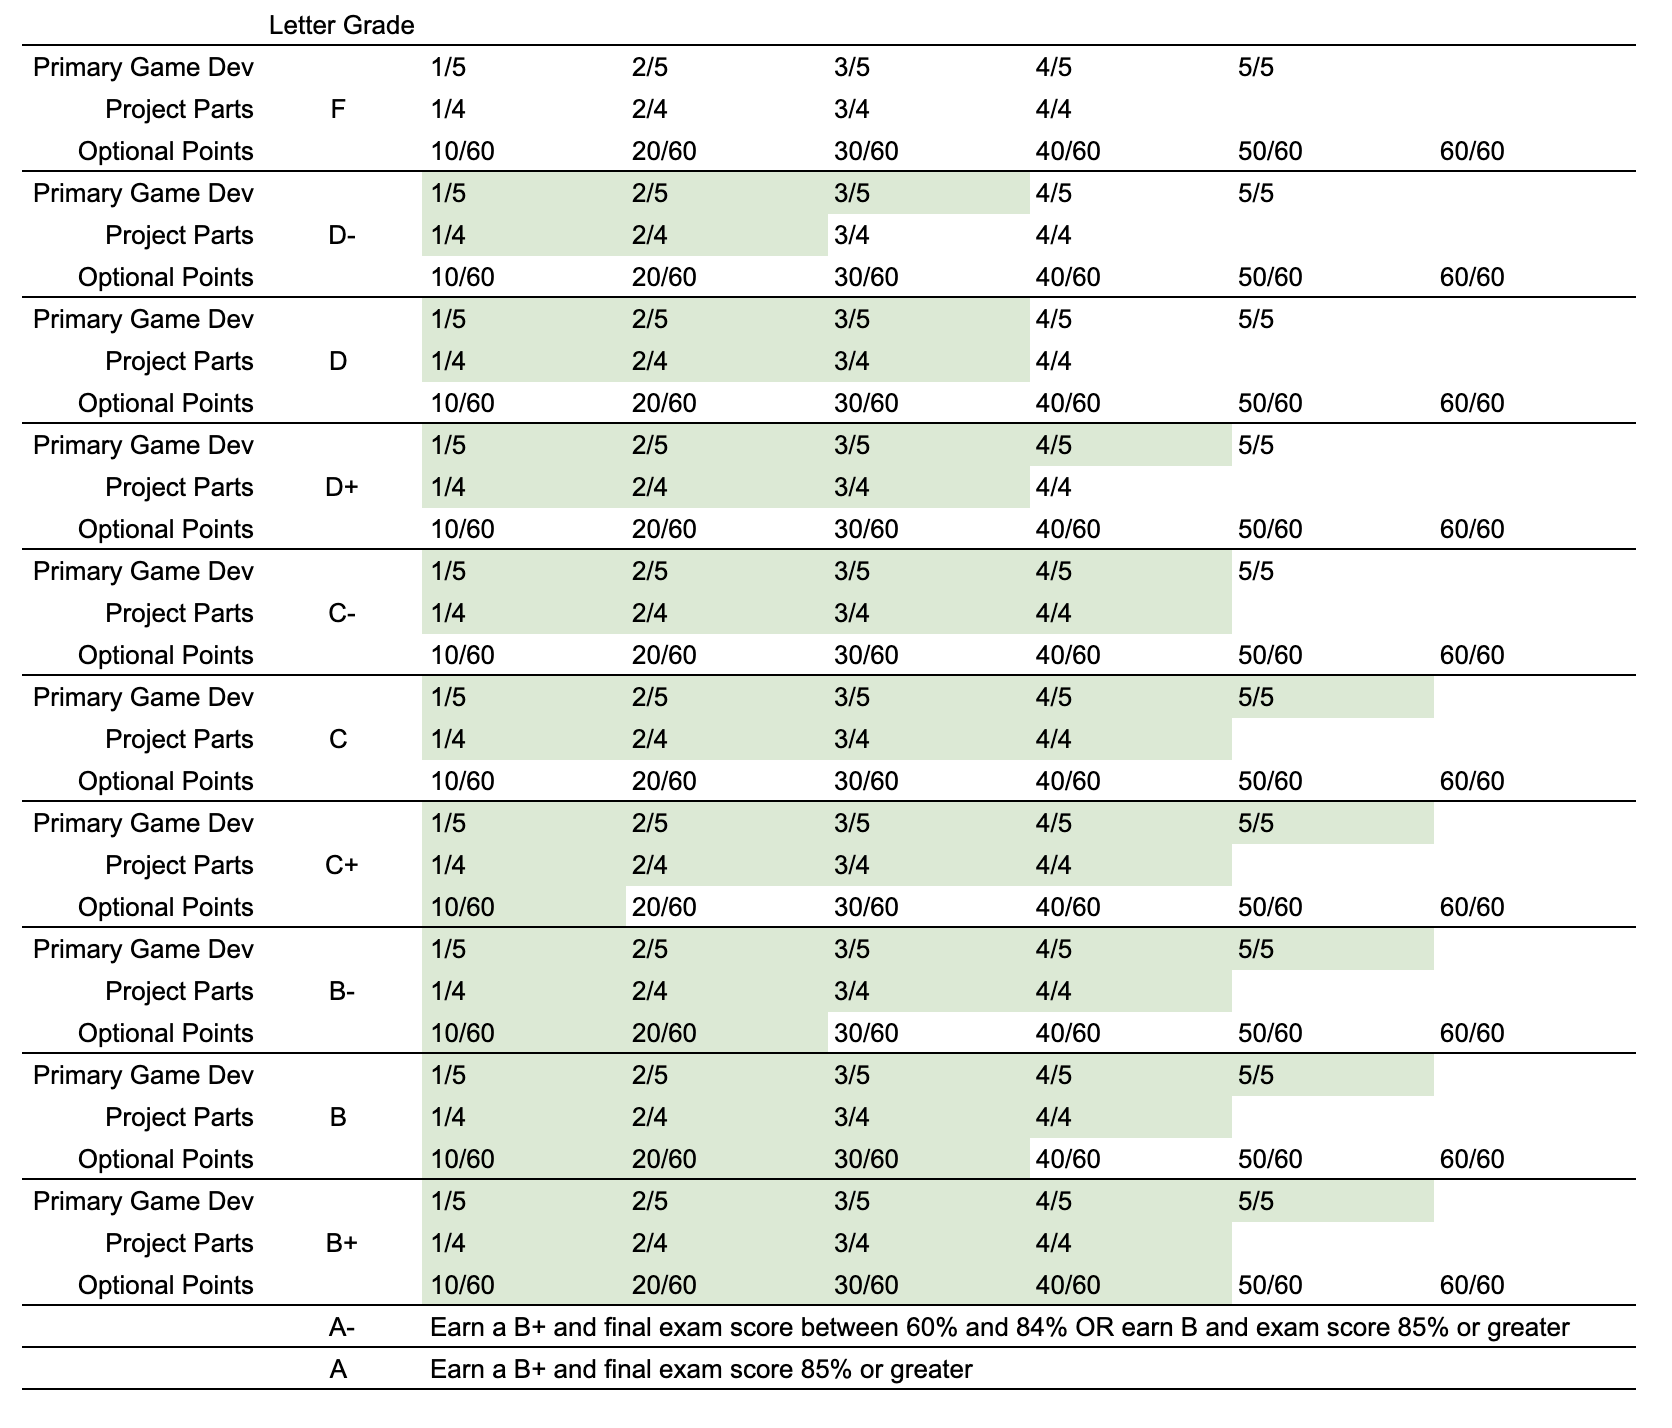 Letter Grade
Primary Game Dev 1/5 2/5 3/5 4/5 5/5
Project Parts F 1/4 2/4 3/4 4/4
Optional Points 10/60 20/60 30/60 40/60 50/60 60/60
Primary Game Dev 1/5 2/5 3/5 4/5 5/5
Project Parts D- 1/4 2/4 3/4 4/4
Optional Points 10/60 20/60 30/60 40/60 50/60 60/60
Primary Game Dev 1/5 2/5 3/5 4/5 5/5
Project Parts D 1/4 2/4 3/4 4/4
Optional Points 10/60 20/60 30/60 40/60 50/60 60/60
Primary Game Dev 1/5 2/5 3/5 4/5 5/5
Project Parts D+ 1/4 2/4 3/4 4/4
Optional Points 10/60 20/60 30/60 40/60 50/60 60/60
Primary Game Dev 1/5 2/5 3/5 4/5 5/5
Project Parts C- 1/4 2/4 3/4 4/4
Optional Points 10/60 20/60 30/60 40/60 50/60 60/60
Primary Game Dev 1/5 2/5 3/5 4/5 5/5
Project Parts C 1/4 2/4 3/4 4/4
Optional Points 10/60 20/60 30/60 40/60 50/60 60/60
Primary Game Dev 1/5 2/5 3/5 4/5 5/5
Project Parts C+ 1/4 2/4 3/4 4/4
Optional Points 10/60 20/60 30/60 40/60 50/60 60/60
Primary Game Dev 1/5 2/5 3/5 4/5 5/5
Project Parts B- 1/4 2/4 3/4 4/4
Optional Points 10/60 20/60 30/60 40/60 50/60 60/60
Primary Game Dev 1/5 2/5 3/5 4/5 5/5
Project Parts B 1/4 2/4 3/4 4/4
Optional Points 10/60 20/60 30/60 40/60 50/60 60/60
Primary Game Dev 1/5 2/5 3/5 4/5 5/5
Project Parts B+ 1/4 2/4 3/4 4/4
Optional Points 10/60 20/60 30/60 40/60 50/60 60/60
A- Earn a B+ and final exam score between 60% and 84% OR earn B and exam score 85% or greater
A Earn a B+ and final exam score 85% or greater